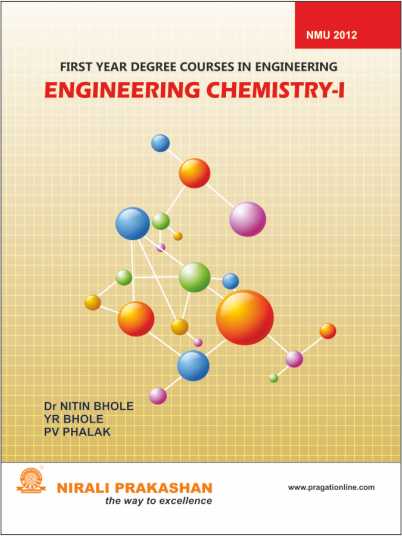 NMU 2012
FIRST YEAR DEGREE COURSES IN ENGINEERING
ENGINEERING CHEMISTRY-I
Dr NITIN BHOLE
YR BHOLE
PV PHALAK
NIRALI PRAKASHAN
the way to excellence
www.pragationline.com